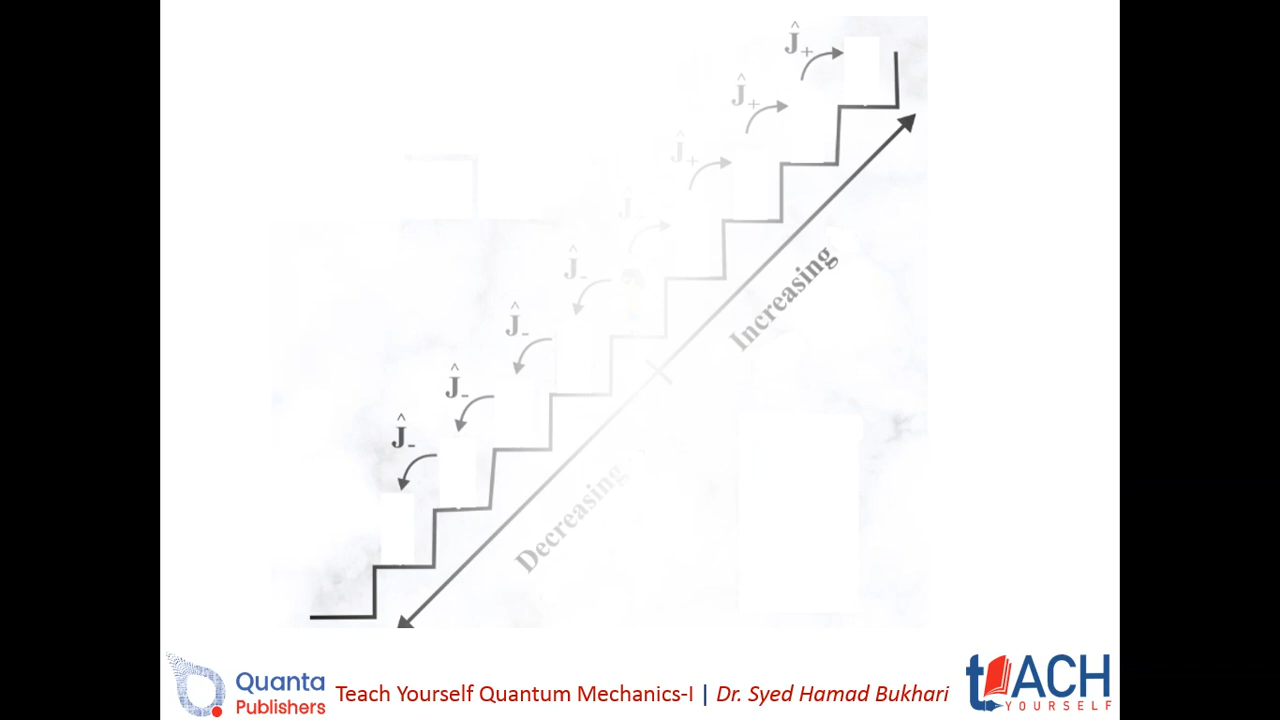 Ĵ₊
Ĵ₊
Ĵ₊
J
Ĵ₋
Increasing
Ĵ₋
Ĵ₋
Ĵ₋
Decreasing
Quanta
Publishers
Teach Yourself Quantum Mechanics-I | Dr. Syed Hamad Bukhari
tEACH
YOURSELF